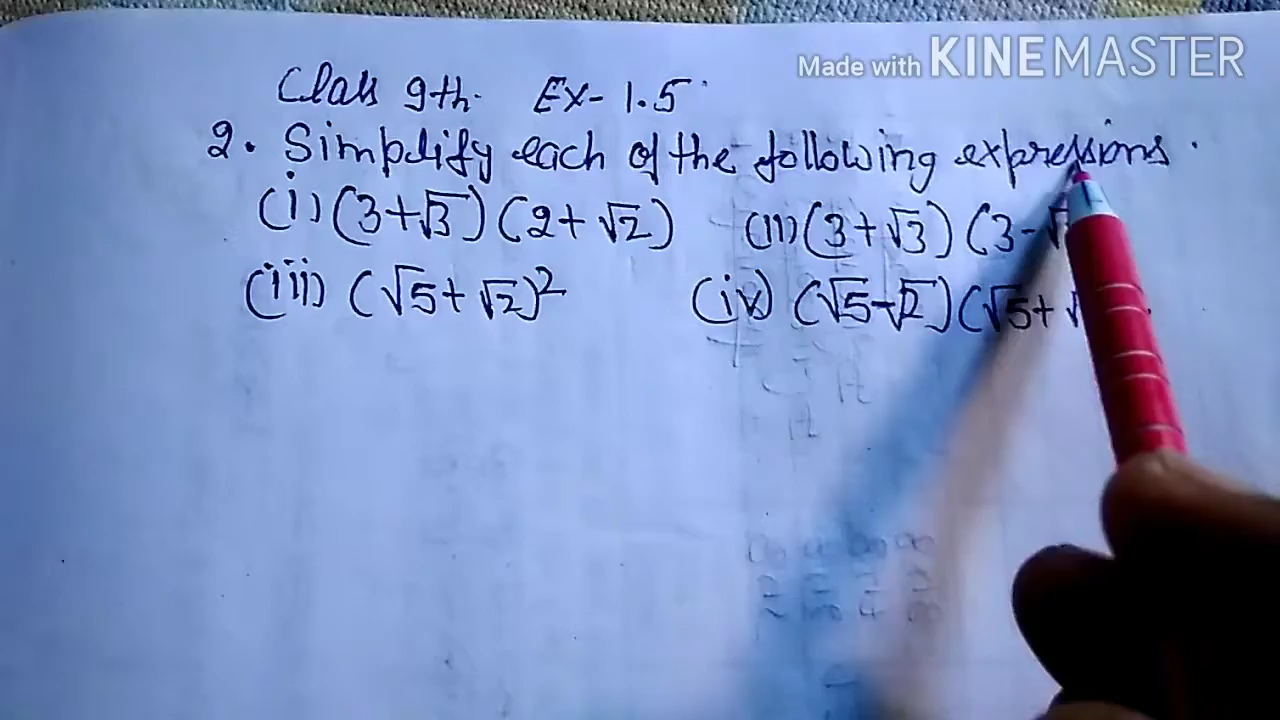 Made with KINEMASTER
Class 9th. Ex- 1.5
2. Simplify each of the following expressions.
(i) (3+√3) (2+√2) (ii) (3+√3) (3-√
(iii) (√5+√2)² (iv) (√5-√2) (√5+√